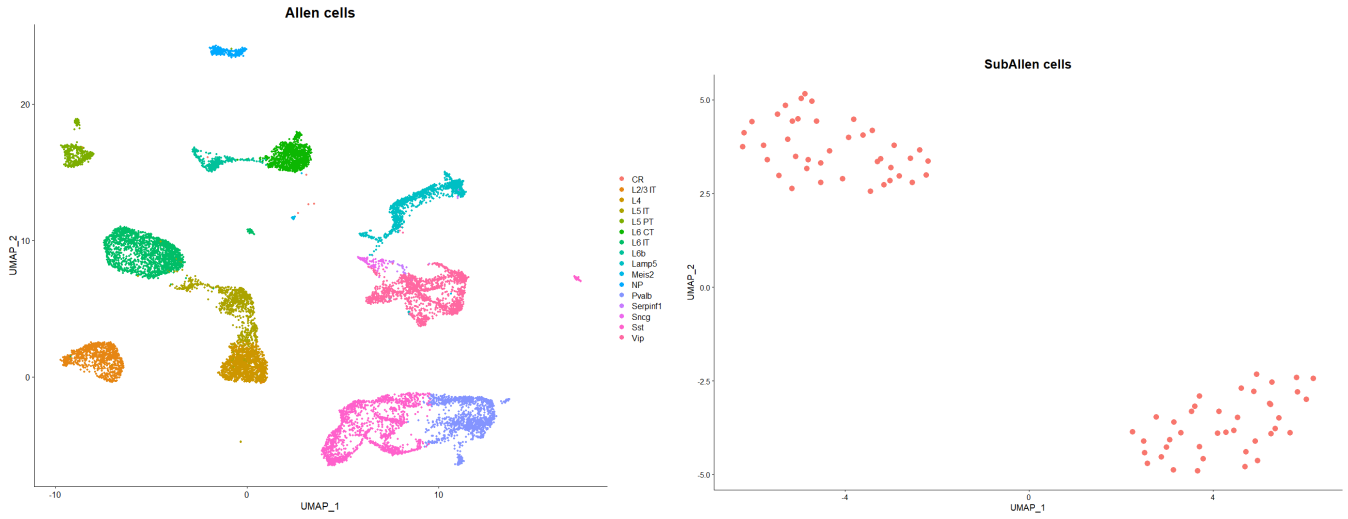 Allen cells
20
10
0
UMAP_2
-10
0
10
UMAP_1
CR
L2/3 IT
L4
L5 IT
L5 PT
L6 CT
L6 IT
L6b
Lamp5
Meis2
NP
Pvalb
Serpinf1
Sncg
Sst
Vip
SubAllen cells
5.0
2.5
0.0
-2.5
-5.0
UMAP_2
-4
0
4
UMAP_1